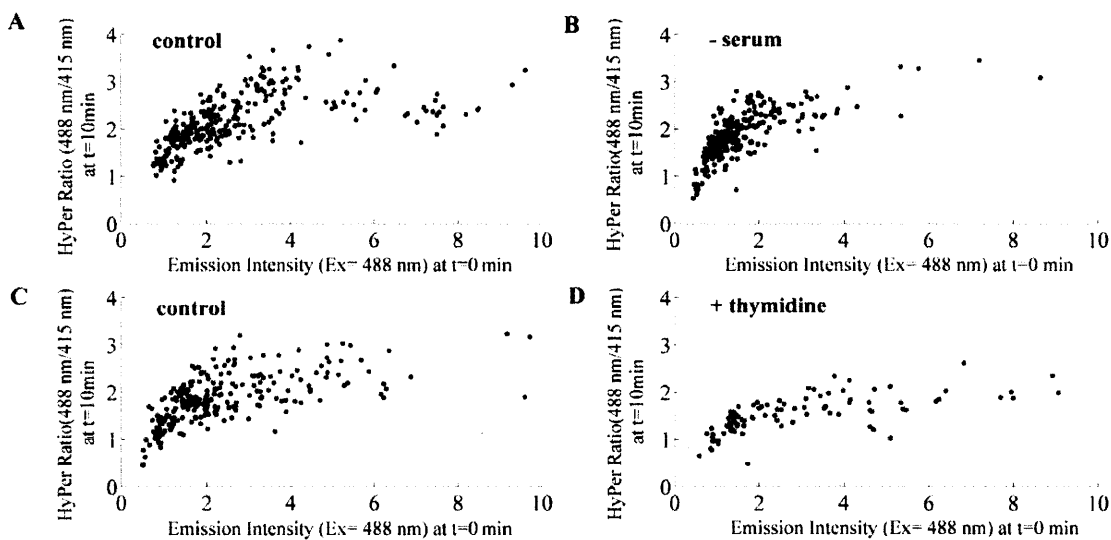 A
control
HyPer Ratio (488 nm/415 nm)
at t=10min
4
3
2
1
0
0 2 4 6 8 10
Emission Intensity (Ex= 488 nm) at t=0 min
B
- serum
HyPer Ratio(488 nm/415 nm)
at t=10min
4
3
2
1
0
0 2 4 6 8 10
Emission Intensity (Ex= 488 nm) at t=0 min
C
control
HyPer Ratio(488 nm/415 nm)
at t=10min
4
3
2
1
0
0 2 4 6 8 10
Emission Intensity (Ex= 488 nm) at t=0 min
D
+ thymidine
HyPer Ratio(488 nm/415 nm)
at t=10min
4
3
2
1
0
0 2 4 6 8 10
Emission Intensity (Ex= 488 nm) at t=0 min